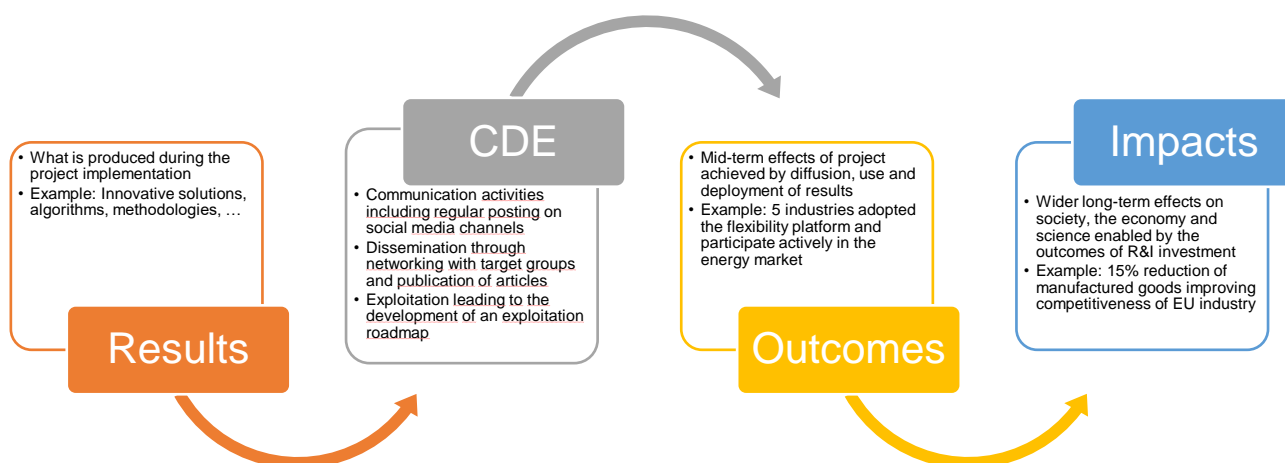 • What is produced during the
project implementation
• Example: Innovative solutions,
algorithms, methodologies, …
Results
CDE
• Communication activities
including regular posting on
social media channels
• Dissemination through
networking with target groups
and publication of articles
• Exploitation leading to the
development of an exploitation
roadmap
• Mid-term effects of project
achieved by diffusion, use and
deployment of results
• Example: 5 industries adopted
the flexibility platform and
participate actively in the
energy market
Outcomes
Impacts
• Wider long-term effects on
society, the economy and
science enabled by the
outcomes of R&I investment
• Example: 15% reduction of
manufactured goods improving
competitiveness of EU industry